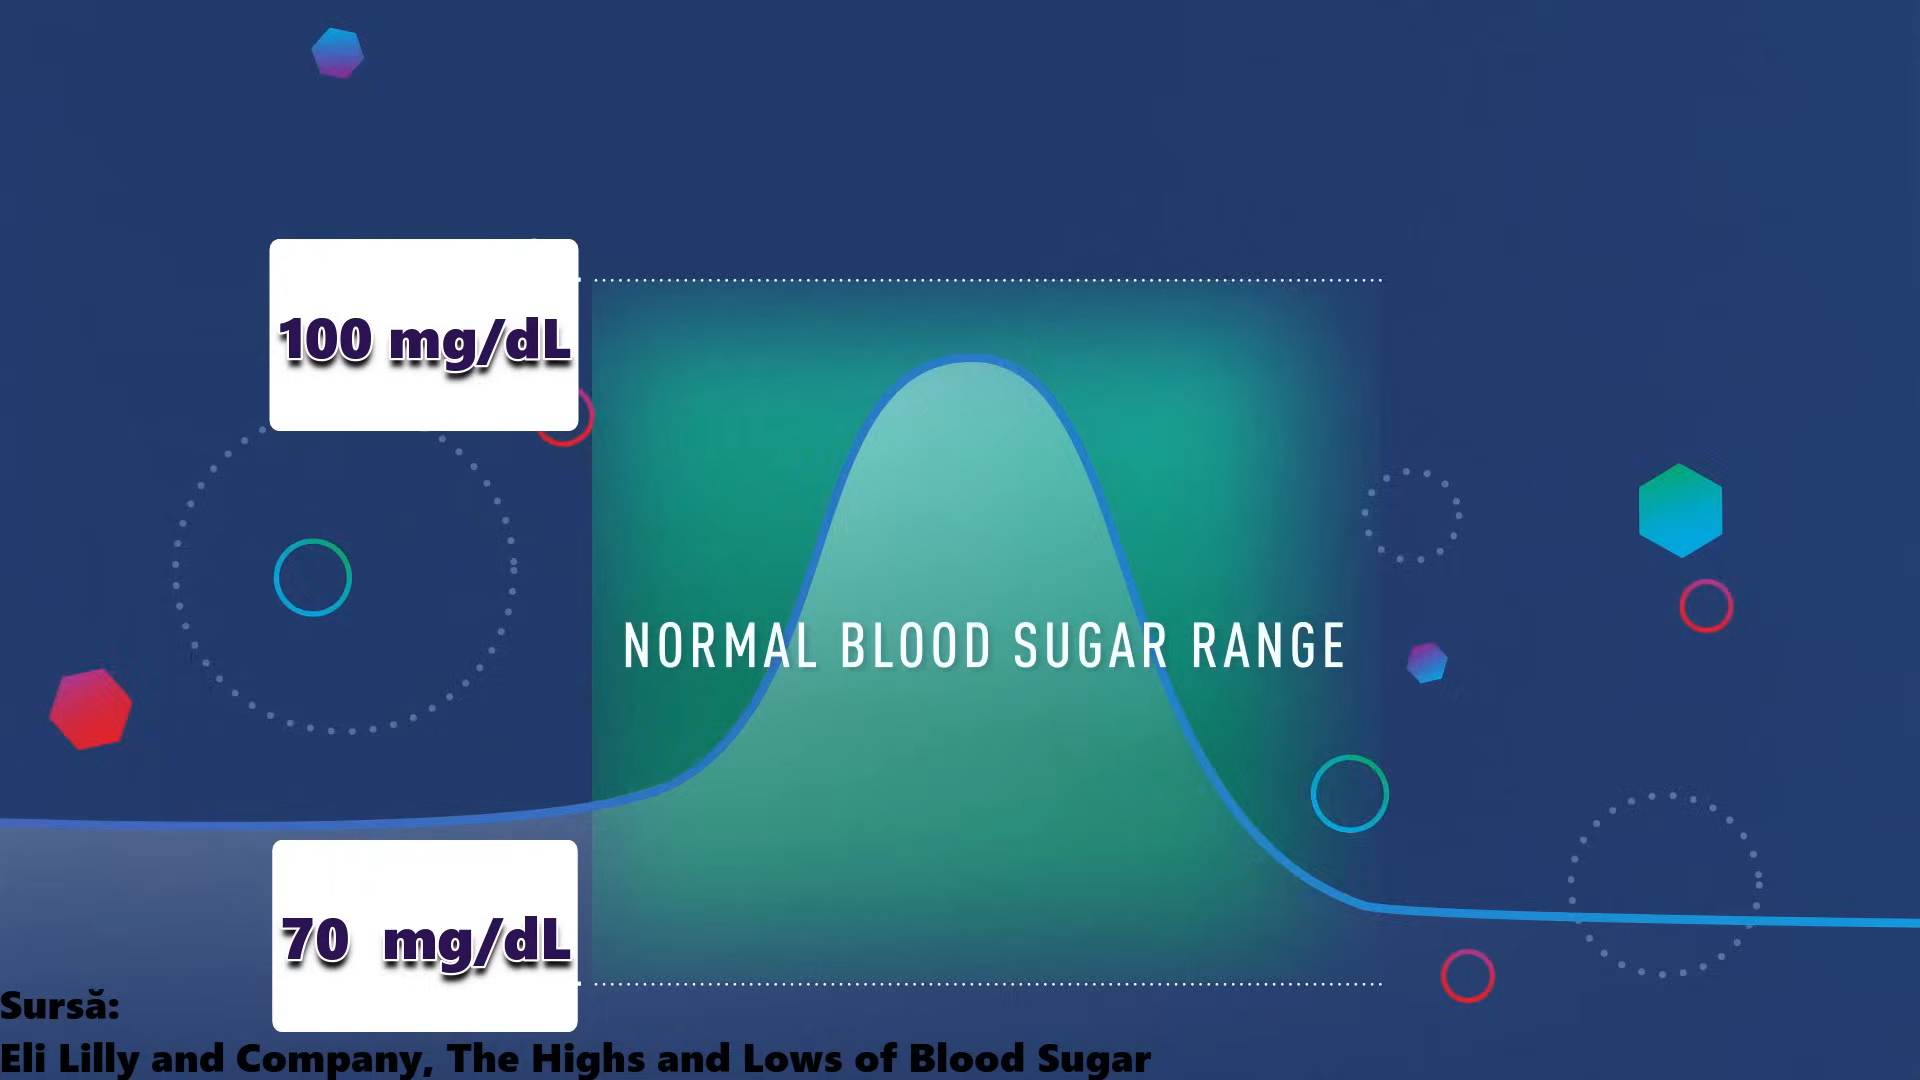 100 mg/dL
NORMAL BLOOD SUGAR RANGE
70 mg/dL
Sursă:
Eli Lilly and Company, The Highs and Lows of Blood Sugar